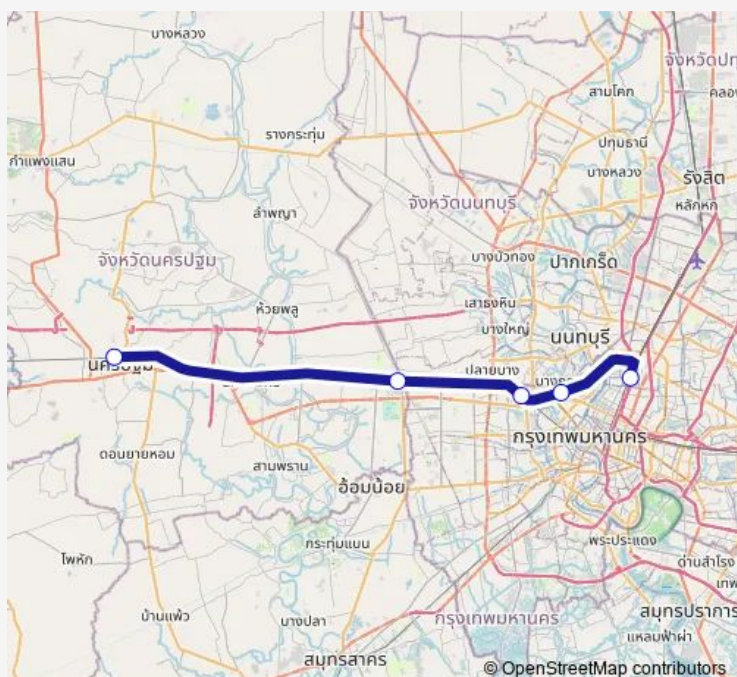 บางหลวง
จังหวัดปท
สามโคก
คลอง
รางกระทุ่ม
ปทุมธานี
กำแพงแสน
บางหลวง
รังสิต
หลักหก
จังหวัดนนทบุรี
ลำพญา
บางบัวทอง
ปากเกร็ด
จังหวัดนครปฐม
เสาธงหิน
ห้วยพลู
บางใหญ่
นนทบุรี
นครปฐม
ปลายบาง
กรุงเทพมหานคร
ดอนยายหอม
สามพราน
อ้อมน้อย
พระประแดง
กระทุ่มแบน
ด่านสำโรง
โพหัก
เทพ
บ้านแพ้ว
สมุทรปราการ
บางปลา
กรุงเทพมหานคร
แหลมฟ้าผ่า
สมุทรสาคร
© OpenStreetMap contributors